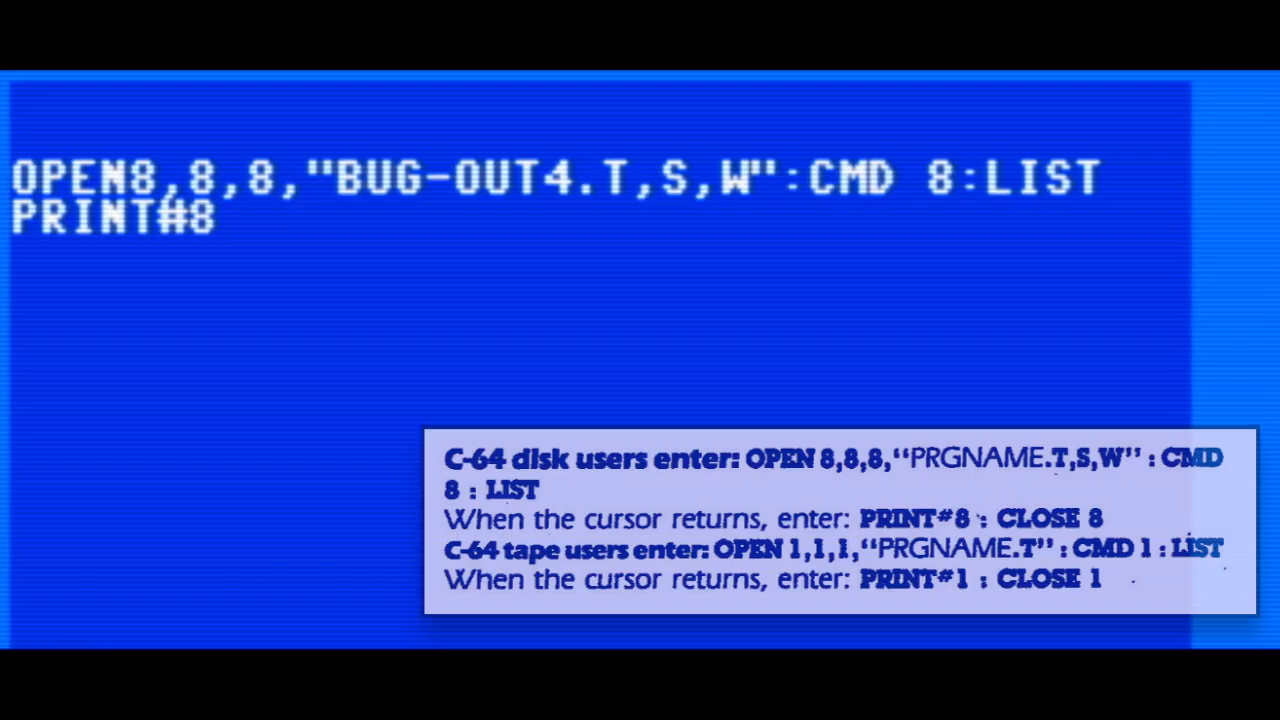 OPEN8,8,8,"BUG-OUT4.T,S,W":CMD 8:LIST
PRINT#8
C-64 disk users enter: OPEN 8,8,8,“PRGNAME.T,S,W” : CMD
8 : LIST
When the cursor returns, enter: PRINT#8 : CLOSE 8
C-64 tape users enter: OPEN 1,1,1,“PRGNAME.T” : CMD 1 : LIST
When the cursor returns, enter: PRINT#1 : CLOSE 1